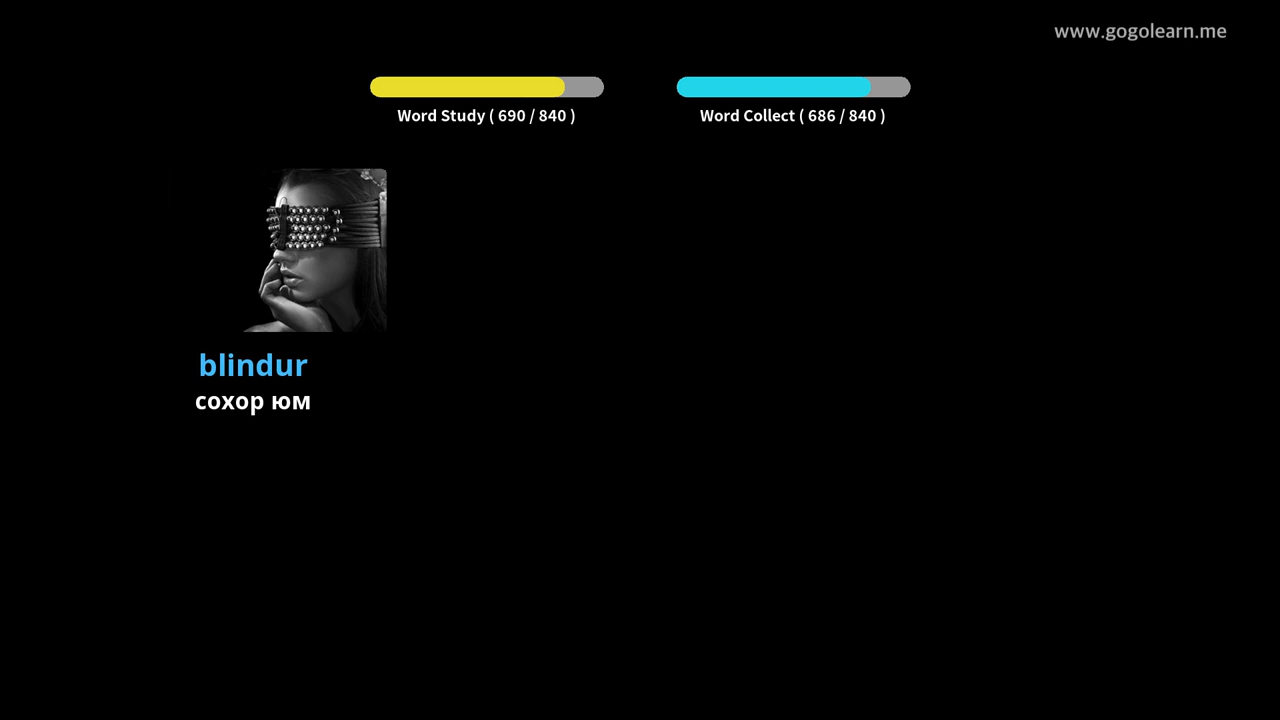 www.gogolearn.me
Word Study ( 690 / 840 )
Word Collect ( 686 / 840 )
blindur
сохор юм